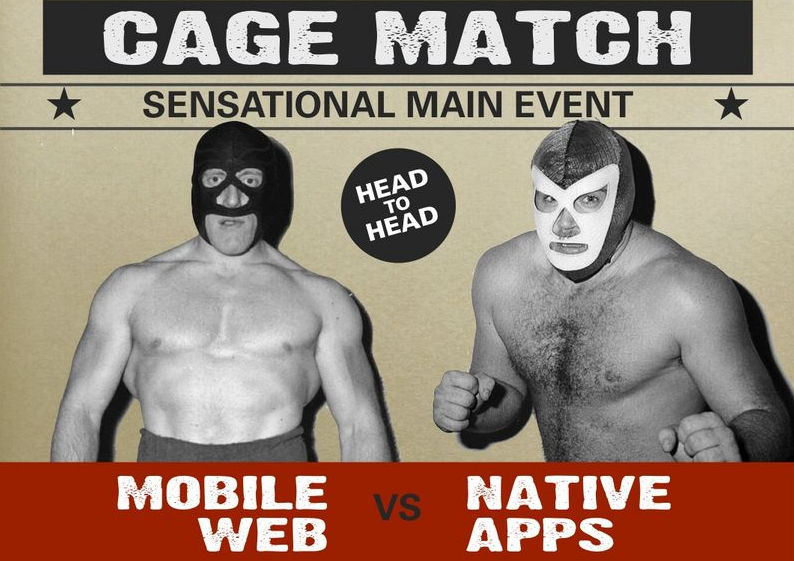 CAGE MATCH
SENSATIONAL MAIN EVENT
HEAD
TO
HEAD
MOBILE
WEB
VS
NATIVE
APPS